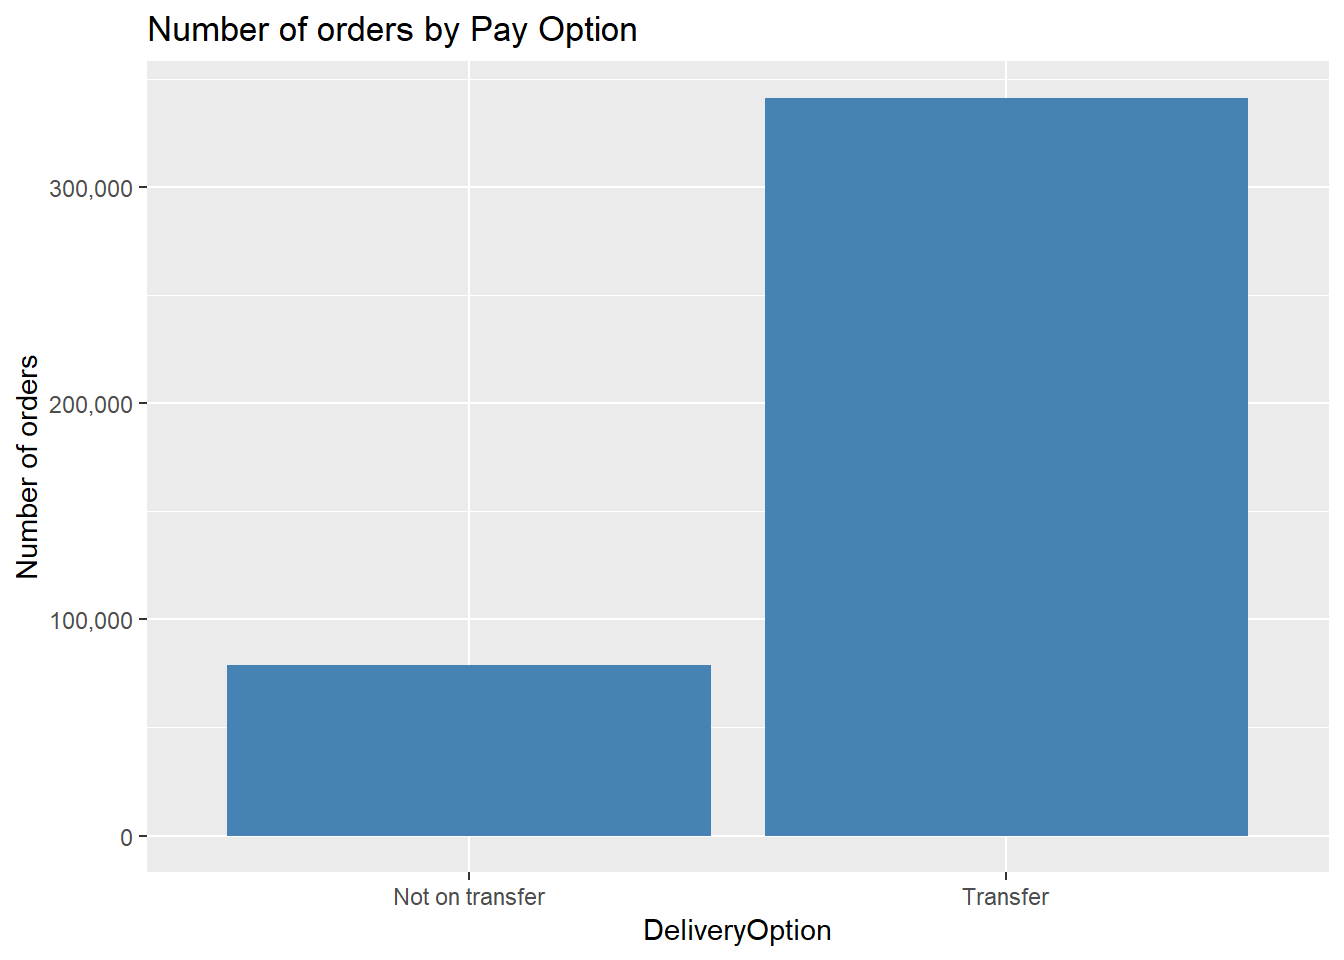 Number of orders by Pay Option
Number of orders
300,000
200,000
100,000
0
Not on transfer
Transfer
DeliveryOption